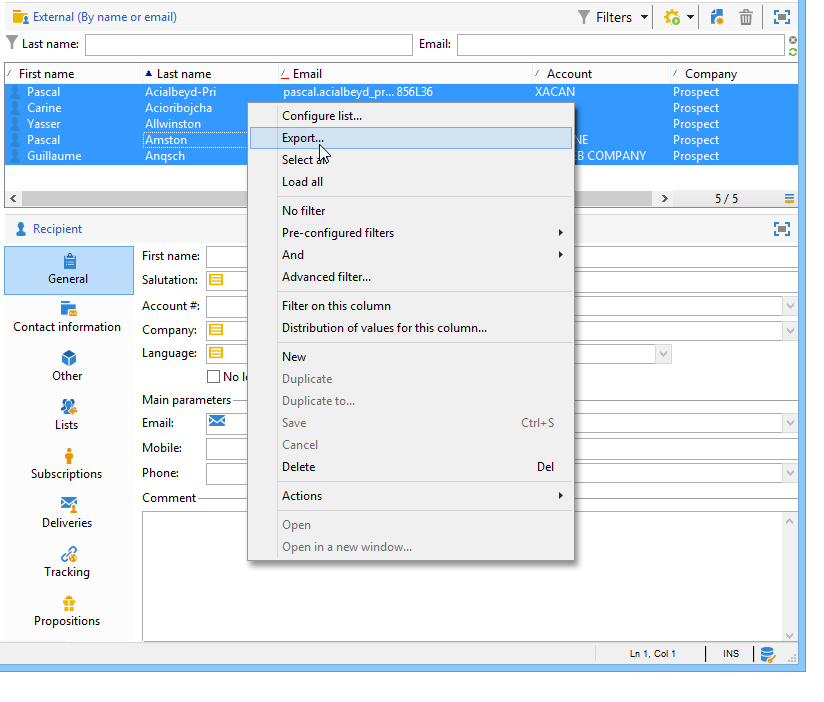 External (By name or email)
Filters
Last name:
Email:
First name
Last name
Email
Account
Company
Pascal Acialbeyd-Pri pascal.acialbeyd_pr... 856L36 XACAN Prospect
Carine Acioribojcha Prospect
Yasser Allwinston Prospect
Pascal Amston NE Prospect
Guillaume Anqsch B COMPANY Prospect
5 / 5
Configure list...
Export...
Select all
Load all
No filter
Pre-configured filters
And
Advanced filter...
Filter on this column
Distribution of values for this column...
New
Duplicate
Duplicate to...
Save Ctrl+S
Cancel
Delete Del
Actions
Open
Open in a new window...
Recipient
General
Contact information
Other
Lists
Subscriptions
Deliveries
Tracking
Propositions
First name:
Salutation:
Account #:
Company:
Language:
No l
Main parameters
Email:
Mobile:
Phone:
Comment
Ln 1, Col 1
INS